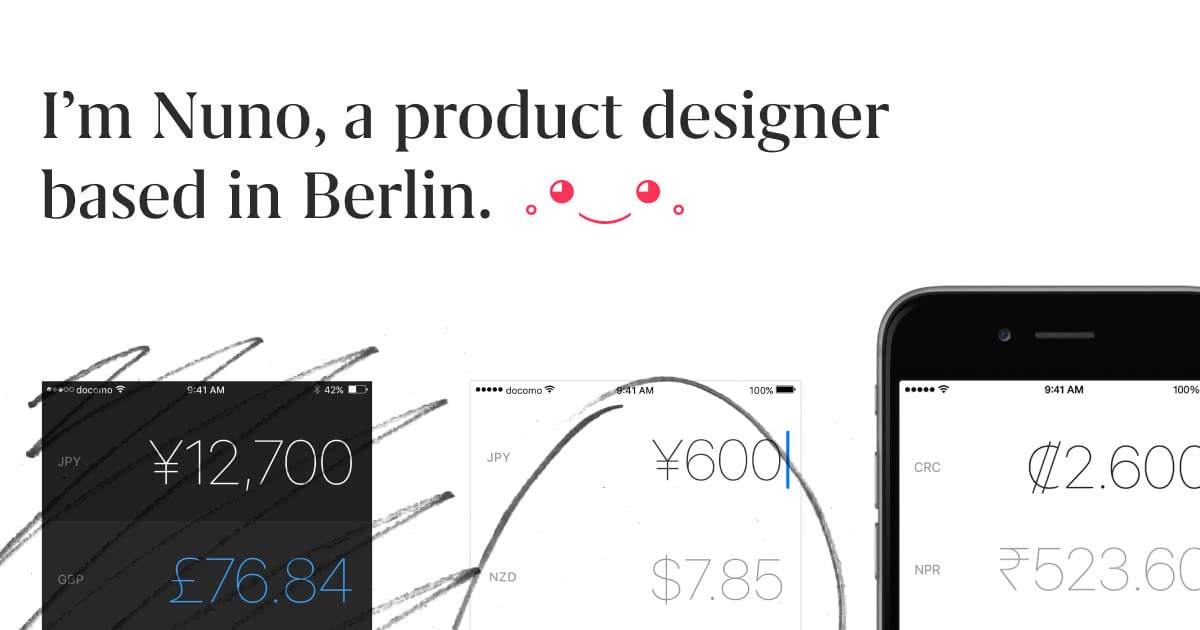 I’m Nuno, a product designer
based in Berlin.
docomo 9:41 AM 42%
JPY ¥12,700
GBP £76.84
docomo 9:41 AM 100%
JPY ¥600
NZD $7.85
9:41 AM 100%
CRC ₡2.600
NPR ₹523.60